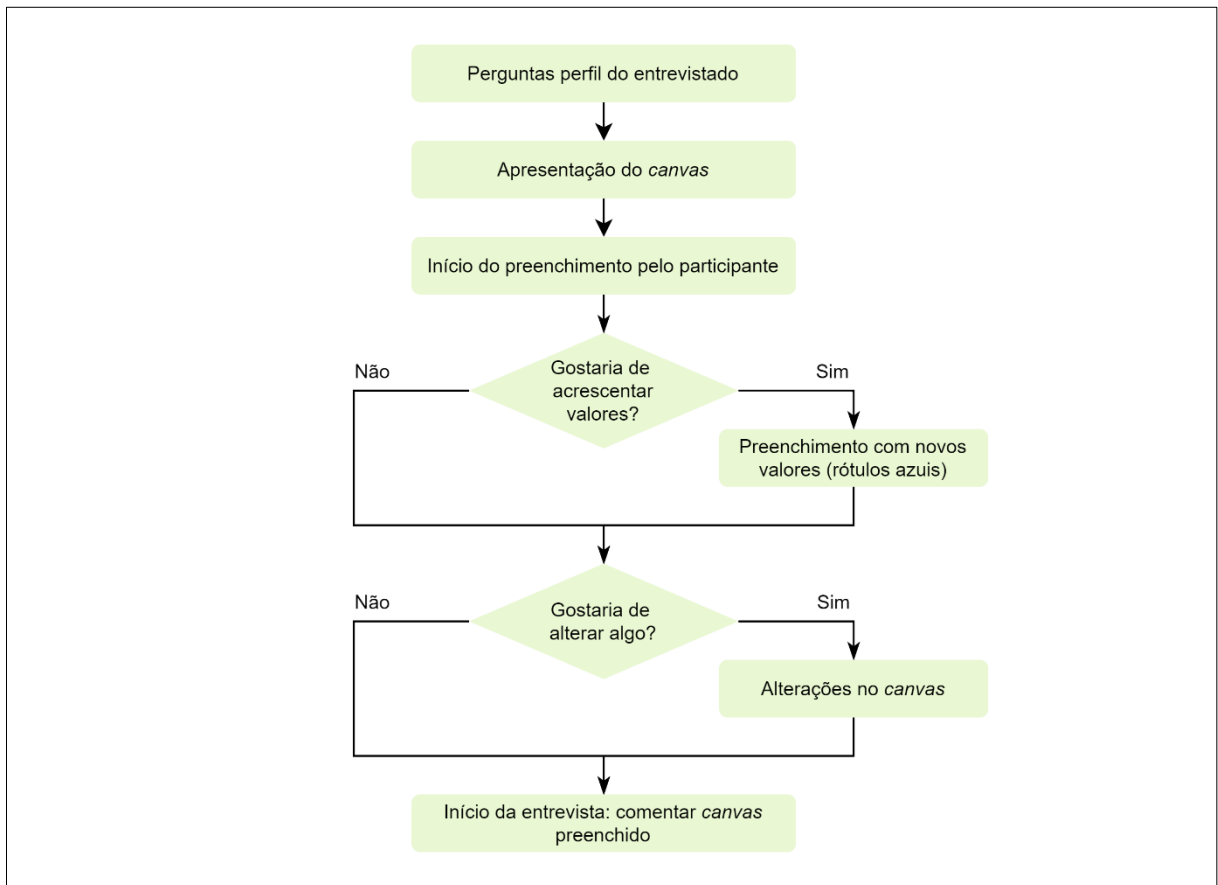 Perguntas perfil do entrevistado
Apresentação do canvas
Início do preenchimento pelo participante
Gostaria de
acrescentar
valores?
Não
Sim
Preenchimento com novos
valores (rótulos azuis)
Gostaria de
alterar algo?
Não
Sim
Alterações no canvas
Início da entrevista: comentar canvas
preenchido